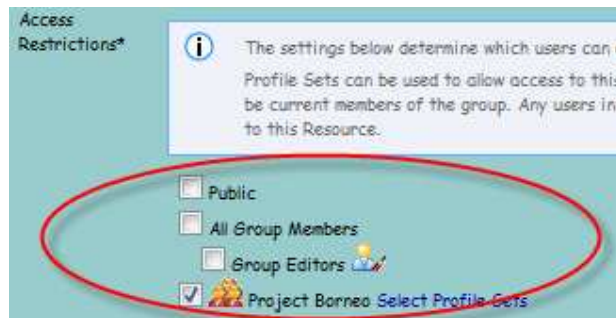 Access
Restrictions*
The settings below determine which users can
Profile Sets can be used to allow access to this
be current members of the group. Any users in
to this Resource.
Public
All Group Members
Group Editors
Project Borneo Select Profile Sets